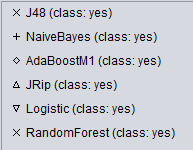 J48 (class: yes)
NaiveBayes (class: yes)
AdaBoostM1 (class: yes)
JRip (class: yes)
Logistic (class: yes)
RandomForest (class: yes)